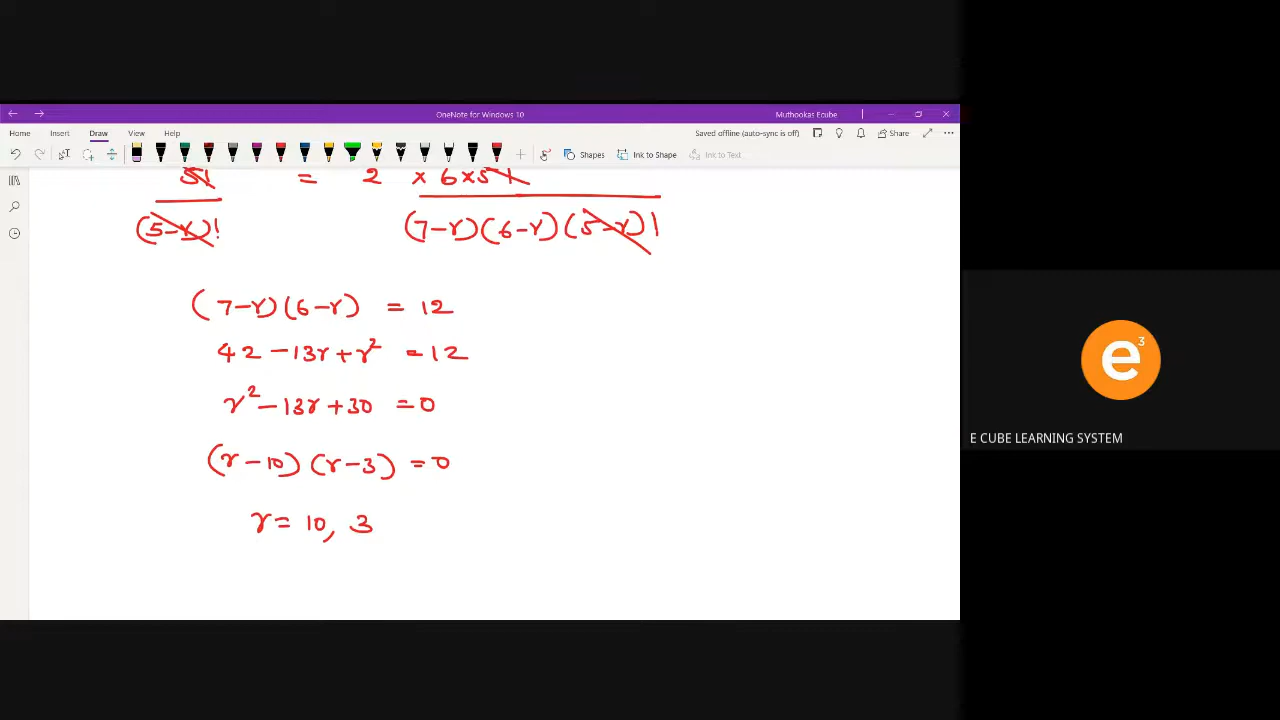 OneNote for Windows 10
Muthookas Ecube
Home Insert Draw View Help
Saved offline (auto-sync is off)
Share
Shapes
Ink to Shape
Ink to Text
5! = 2 × 6×5!
(5-r)! (7-r)(6-r)(5-r)!
(7-r)(6-r) = 12
42 -13r + r² = 12
r² - 13r + 30 = 0
(r - 10) (r - 3) = 0
r = 10, 3
e³
E CUBE LEARNING SYSTEM